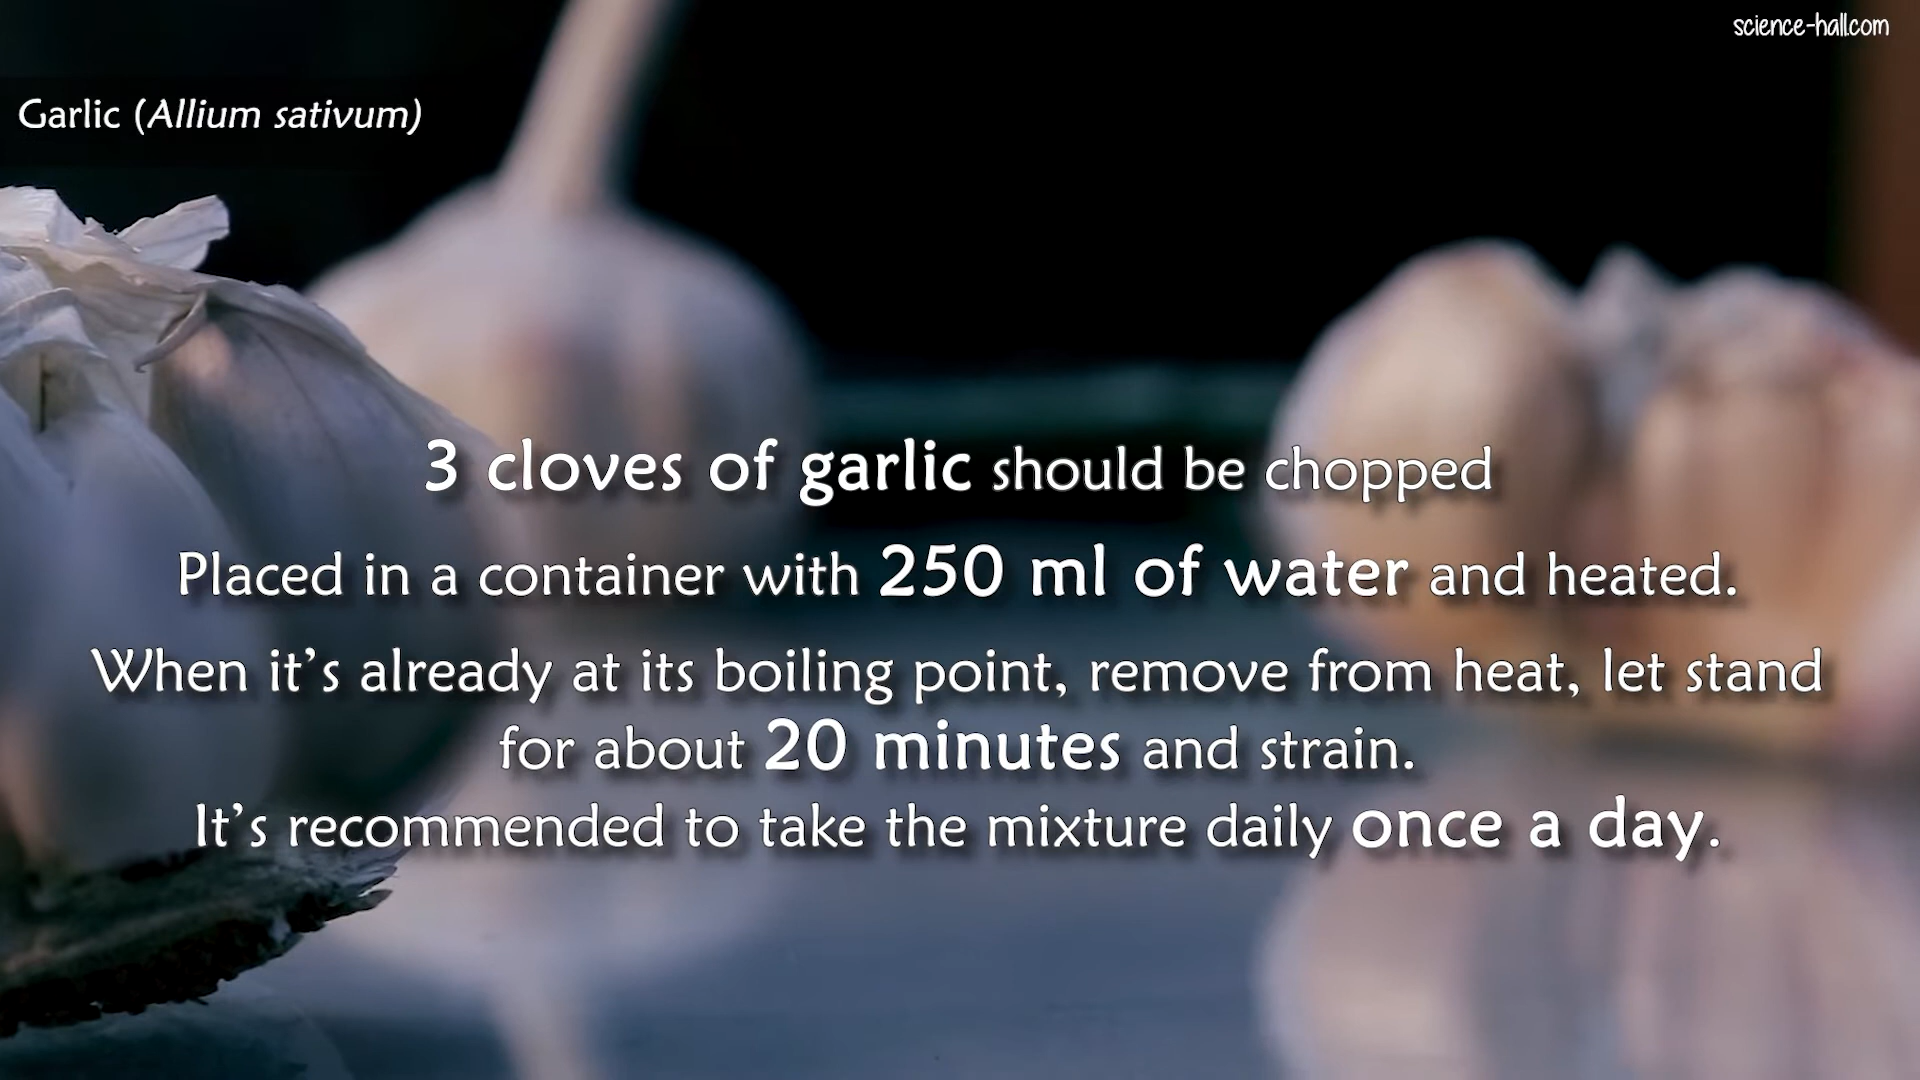 science-hall.com
Garlic (Allium sativum)
3 cloves of garlic should be chopped
Placed in a container with 250 ml of water and heated.
When it’s already at its boiling point, remove from heat, let stand
for about 20 minutes and strain.
It’s recommended to take the mixture daily once a day.